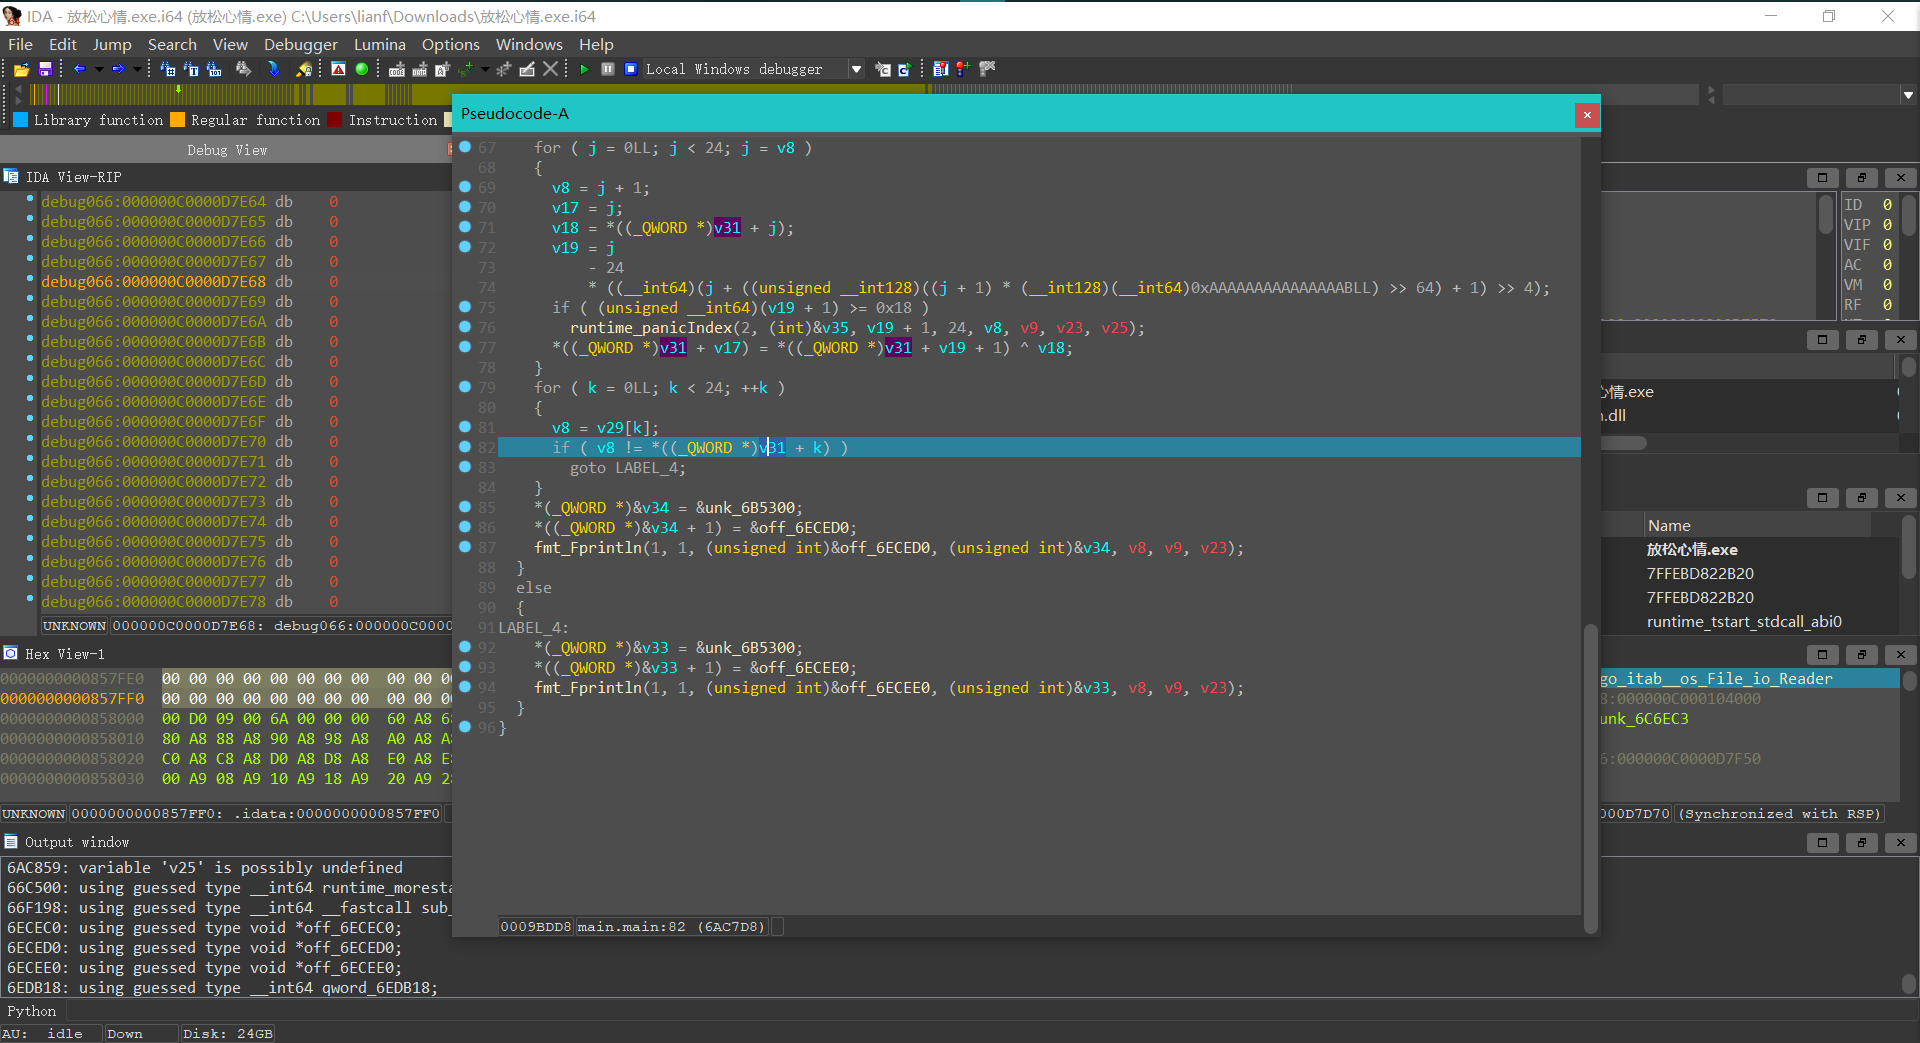 IDA - 放松心情.exe.i64 (放松心情.exe) C:\Users\lianf\Downloads\放松心情.exe.i64
File Edit Jump Search View Debugger Lumina Options Windows Help
Local Windows debugger
Library function Regular function Instruction
Debug View
IDA View-RIP
debug066:000000C0000D7E64 db 0
debug066:000000C0000D7E65 db 0
debug066:000000C0000D7E66 db 0
debug066:000000C0000D7E67 db 0
debug066:000000C0000D7E68 db 0
debug066:000000C0000D7E69 db 0
debug066:000000C0000D7E6A db 0
debug066:000000C0000D7E6B db 0
debug066:000000C0000D7E6C db 0
debug066:000000C0000D7E6D db 0
debug066:000000C0000D7E6E db 0
debug066:000000C0000D7E6F db 0
debug066:000000C0000D7E70 db 0
debug066:000000C0000D7E71 db 0
debug066:000000C0000D7E72 db 0
debug066:000000C0000D7E73 db 0
debug066:000000C0000D7E74 db 0
debug066:000000C0000D7E75 db 0
debug066:000000C0000D7E76 db 0
debug066:000000C0000D7E77 db 0
debug066:000000C0000D7E78 db 0
UNKNOWN 000000C0000D7E68: debug066:000000C0000
Hex View-1
0000000000857FE0 00 00 00 00 00 00 00 00 00 00 00
0000000000857FF0 00 00 00 00 00 00 00 00 00 00 00
0000000000858000 00 D0 09 00 6A 00 00 00 60 A8 68
0000000000858010 80 A8 88 A8 90 A8 98 A8 A0 A8 A8
0000000000858020 C0 A8 C8 A8 D0 A8 D8 A8 E0 A8 E8
0000000000858030 00 A9 08 A9 10 A9 18 A9 20 A9 28
UNKNOWN 0000000000857FF0: .idata:0000000000857FF0
Output window
6AC859: variable 'v25' is possibly undefined
66C500: using guessed type __int64 runtime_moresta
66F198: using guessed type __int64 __fastcall sub_
6ECEC0: using guessed type void *off_6ECEC0;
6ECED0: using guessed type void *off_6ECED0;
6ECEE0: using guessed type void *off_6ECEE0;
6EDB18: using guessed type __int64 qword_6EDB18;
Python
AU: idle Down Disk: 24GB
Pseudocode-A
67 for ( j = 0LL; j < 24; j = v8 )
68 {
69 v8 = j + 1;
70 v17 = j;
71 v18 = *((_QWORD *)v31 + j);
72 v19 = j
73 - 24
74 * ((__int64)(j + ((unsigned __int128)((j + 1) * (__int128)(__int64)0xAAAAAAAAAAAAAAABLL) >> 64) + 1) >> 4);
75 if ( (unsigned __int64)(v19 + 1) >= 0x18 )
76 runtime_panicIndex(2, (int)&v35, v19 + 1, 24, v8, v9, v23, v25);
77 *((_QWORD *)v31 + v17) = *((_QWORD *)v31 + v19 + 1) ^ v18;
78 }
79 for ( k = 0LL; k < 24; ++k )
80 {
81 v8 = v29[k];
82 if ( v8 != *((_QWORD *)v31 + k) )
83 goto LABEL_4;
84 }
85 *(_QWORD *)&v34 = &unk_6B5300;
86 *((_QWORD *)&v34 + 1) = &off_6ECED0;
87 fmt_Fprintln(1, 1, (unsigned int)&off_6ECED0, (unsigned int)&v34, v8, v9, v23);
88 }
89 else
90 {
91 LABEL_4:
92 *(_QWORD *)&v33 = &unk_6B5300;
93 *((_QWORD *)&v33 + 1) = &off_6ECEE0;
94 fmt_Fprintln(1, 1, (unsigned int)&off_6ECEE0, (unsigned int)&v33, v8, v9, v23);
95 }
96 }
0009BDD8 main.main:82 (6AC7D8)
ID 0
VIP 0
VIF 0
AC 0
VM 0
RF 0
心情.exe
.dll
Name
放松心情.exe
7FFEBD822B20
7FFEBD822B20
runtime_tstart_stdcall_abi0
go_itab__os_File_io_Reader
8:000000C000104000
unk_6C6EC3
6:000000C0000D7F50
000D7D70 (Synchronized with RSP)